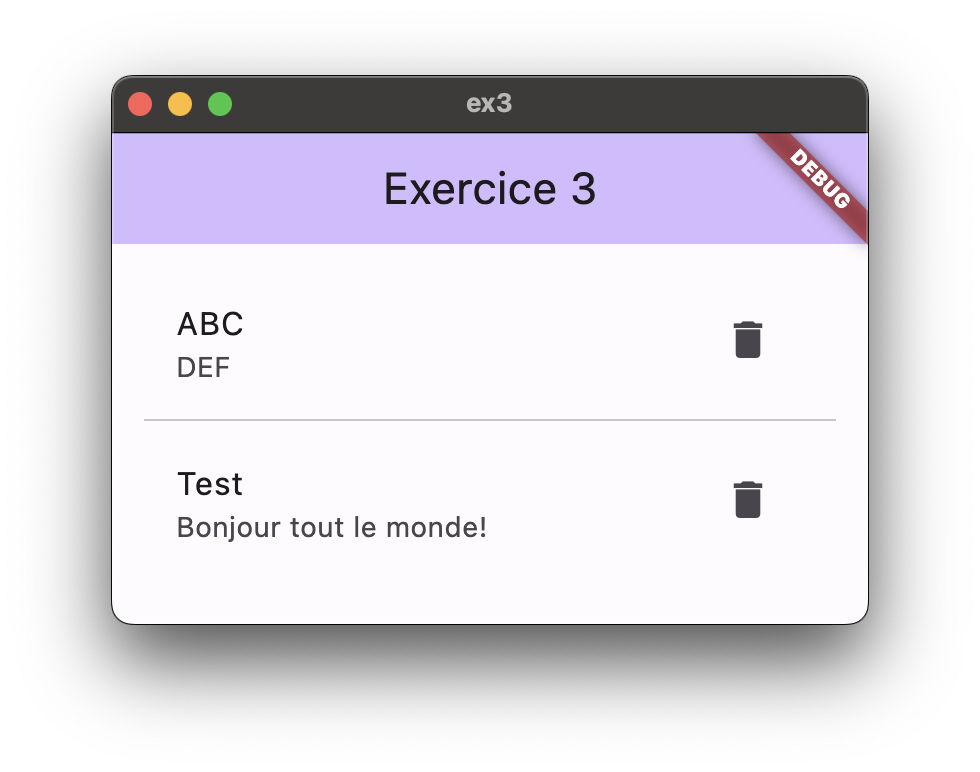 ex3
Exercice 3
DEBUG
ABC
DEF
Test
Bonjour tout le monde!